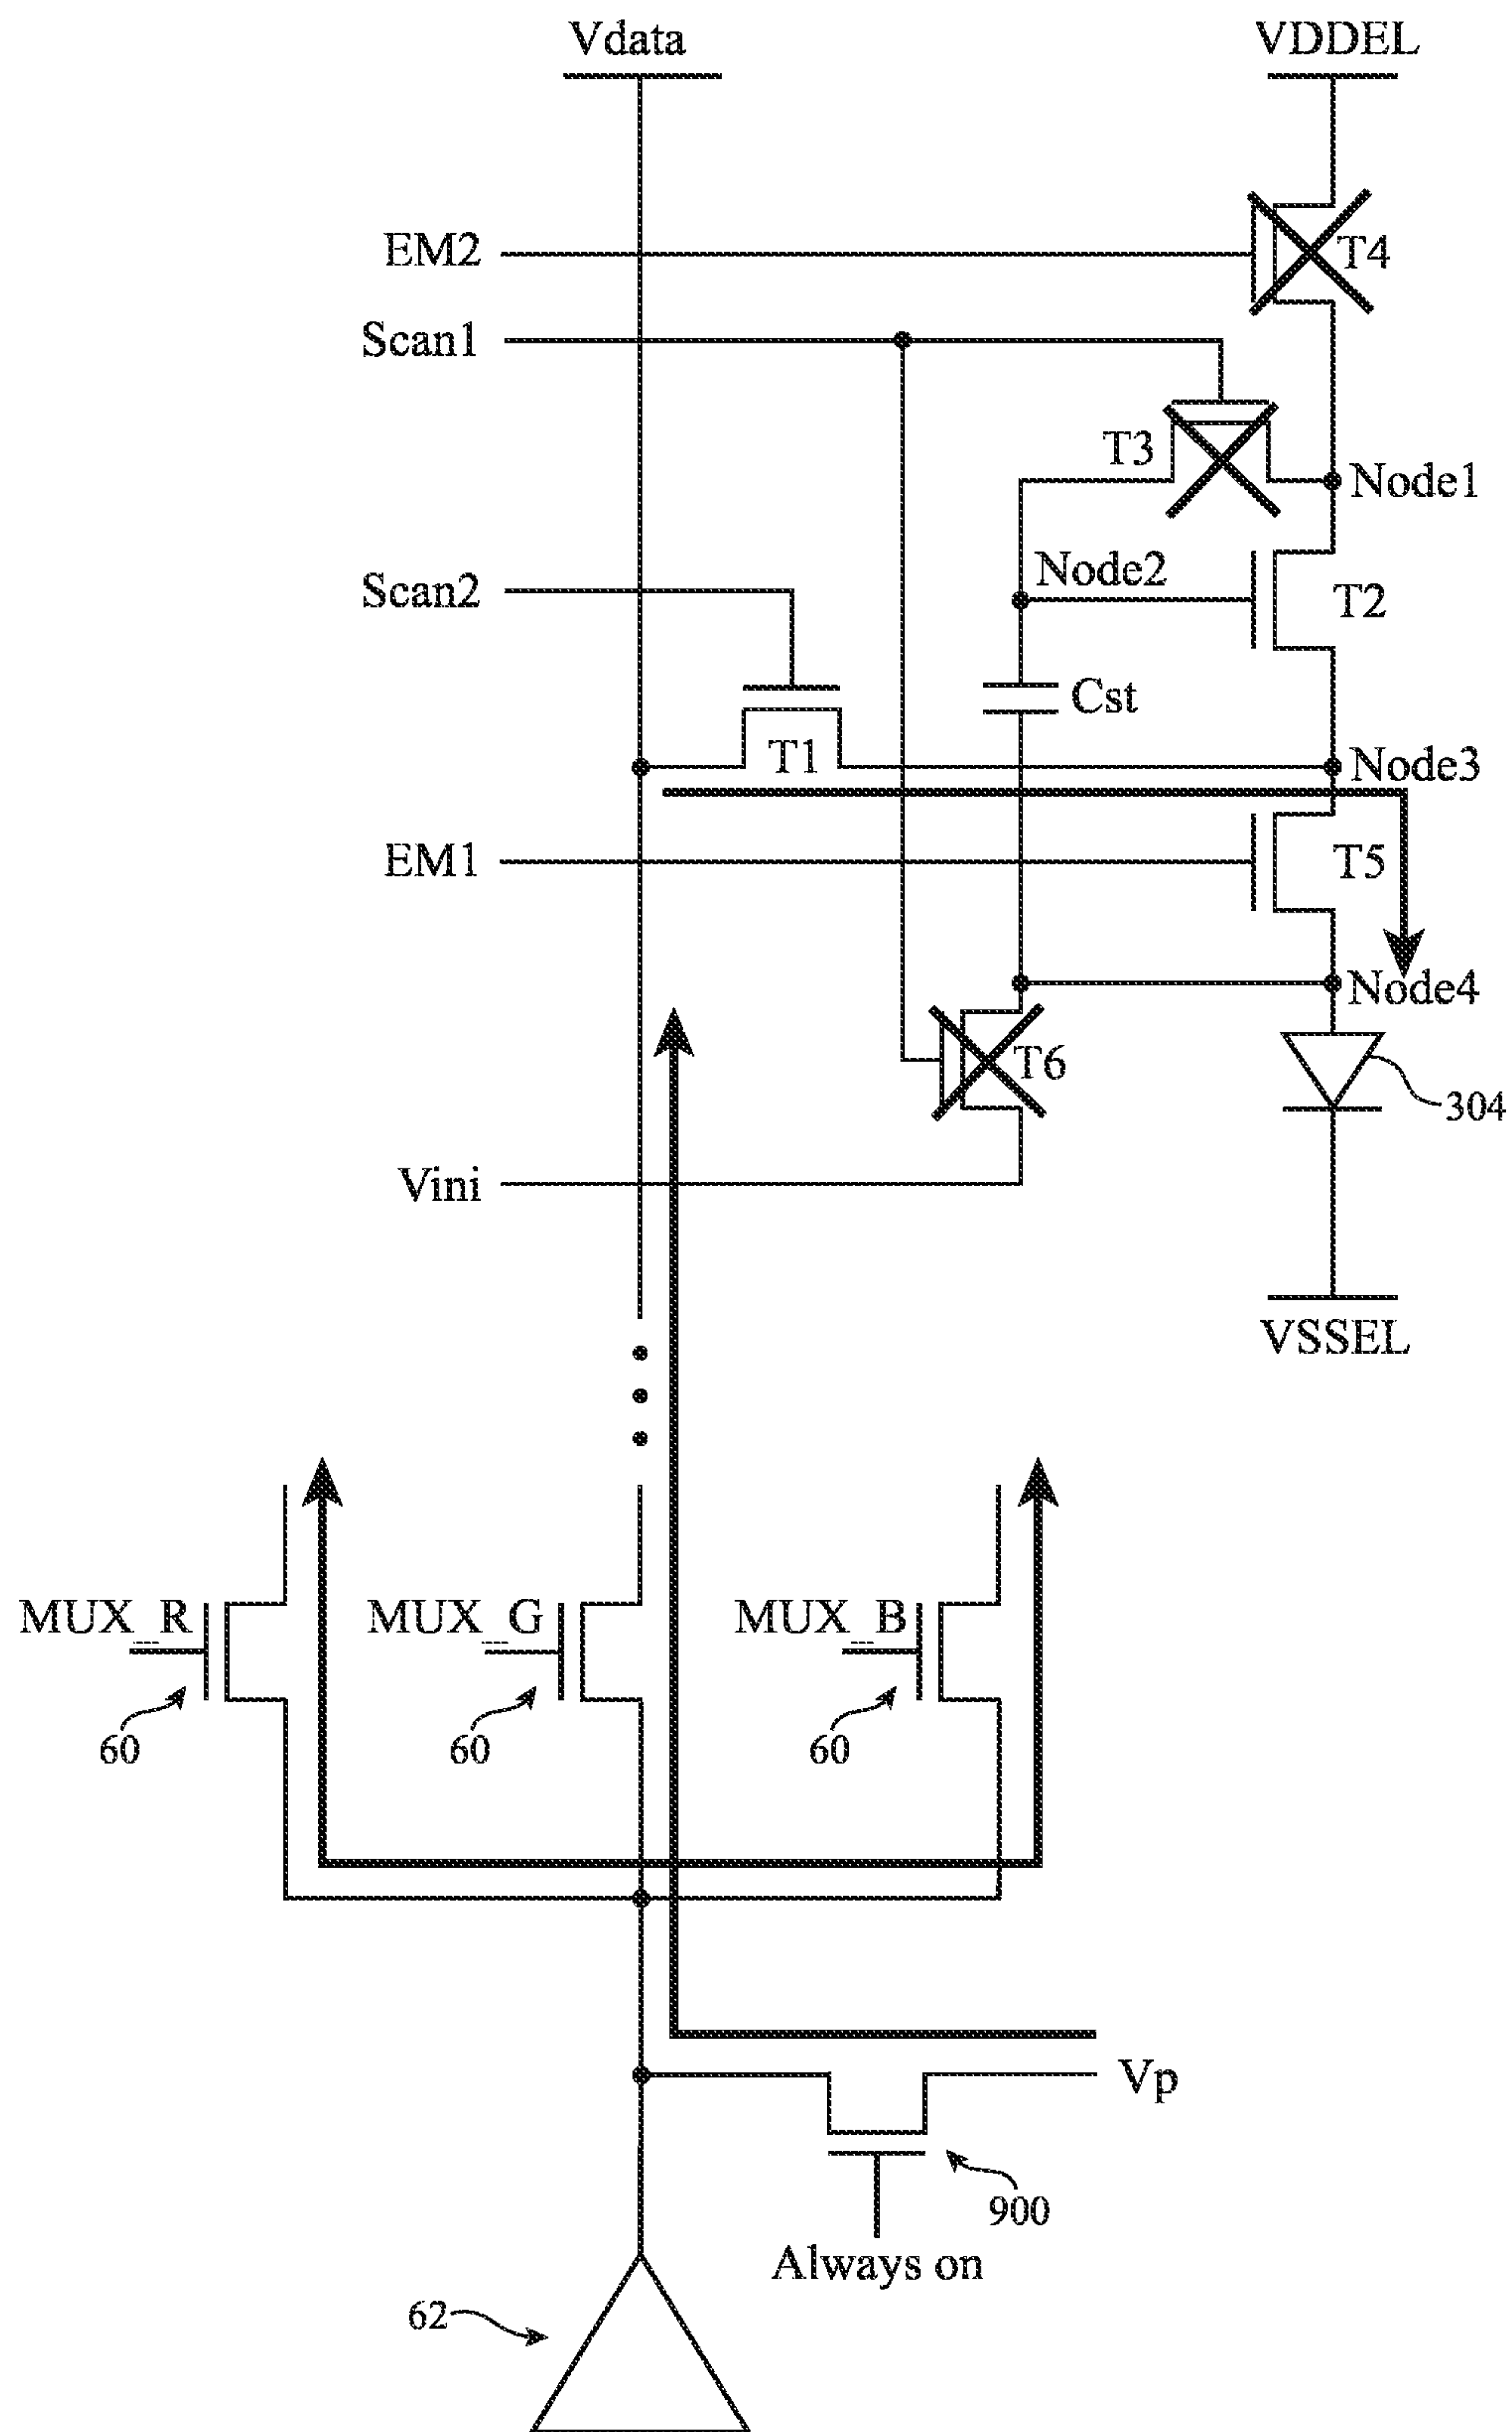 Vdata
VDDEL
EM2
T4
Scan1
T3
Node1
Node2
Scan2
T2
Cst
T1
Node3
EM1
T5
Node4
T6
304
Vini
VSSEL
MUX_R
MUX_G
MUX_B
60
60
60
Vp
900
Always on
62